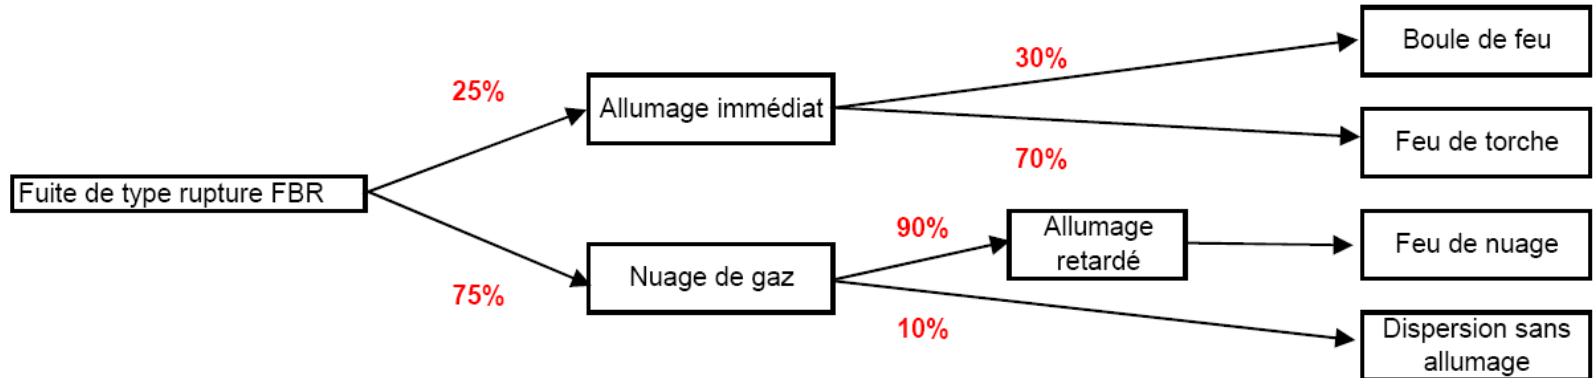 Boule de feu
30%
25%
Allumage immédiat
Feu de torche
70%
Fuite de type rupture FBR
90%
Allumage
retardé
Feu de nuage
Nuage de gaz
75%
10%
Dispersion sans
allumage